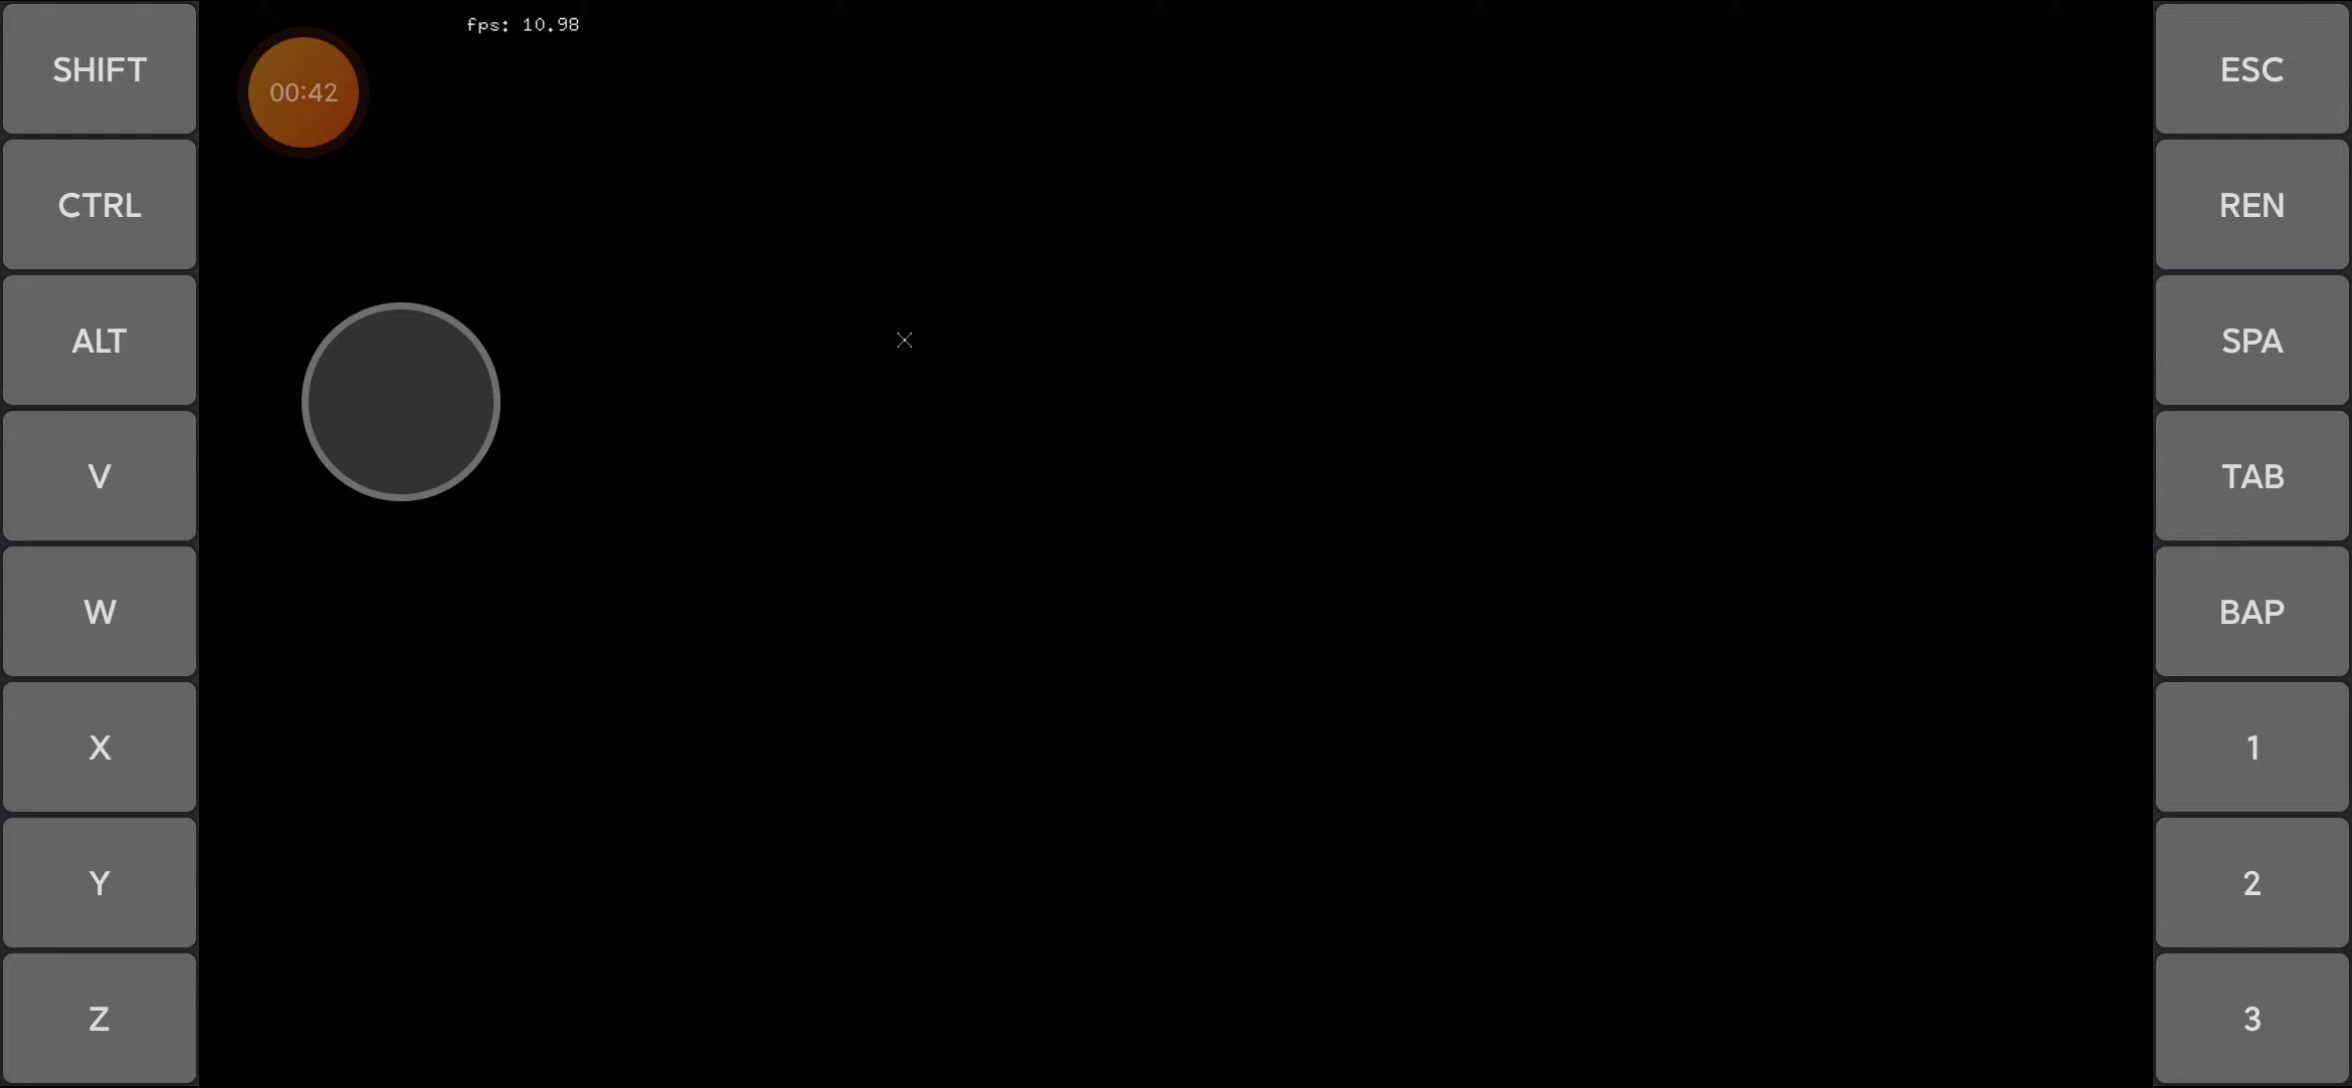 fps: 10.98
00:42
SHIFT
CTRL
ALT
V
W
X
Y
Z
ESC
REN
SPA
TAB
BAP
1
2
3